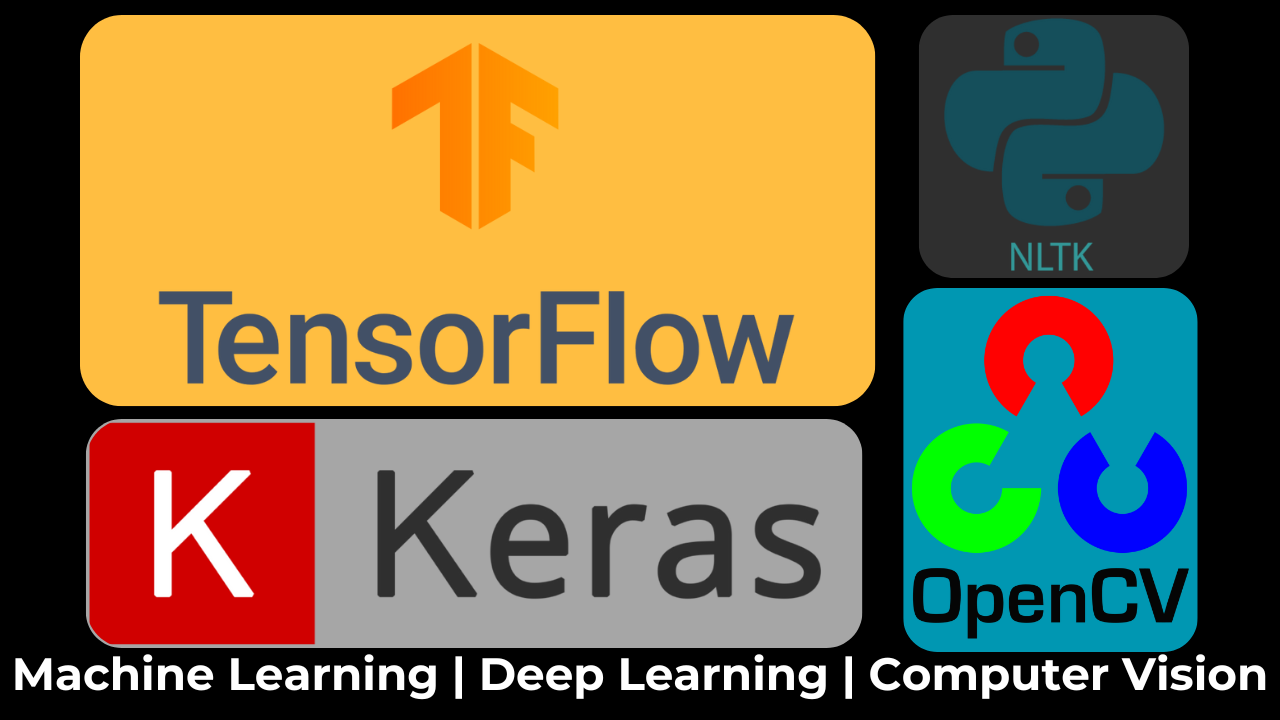 TensorFlow
NLTK
K Keras
OpenCV
Machine Learning | Deep Learning | Computer Vision